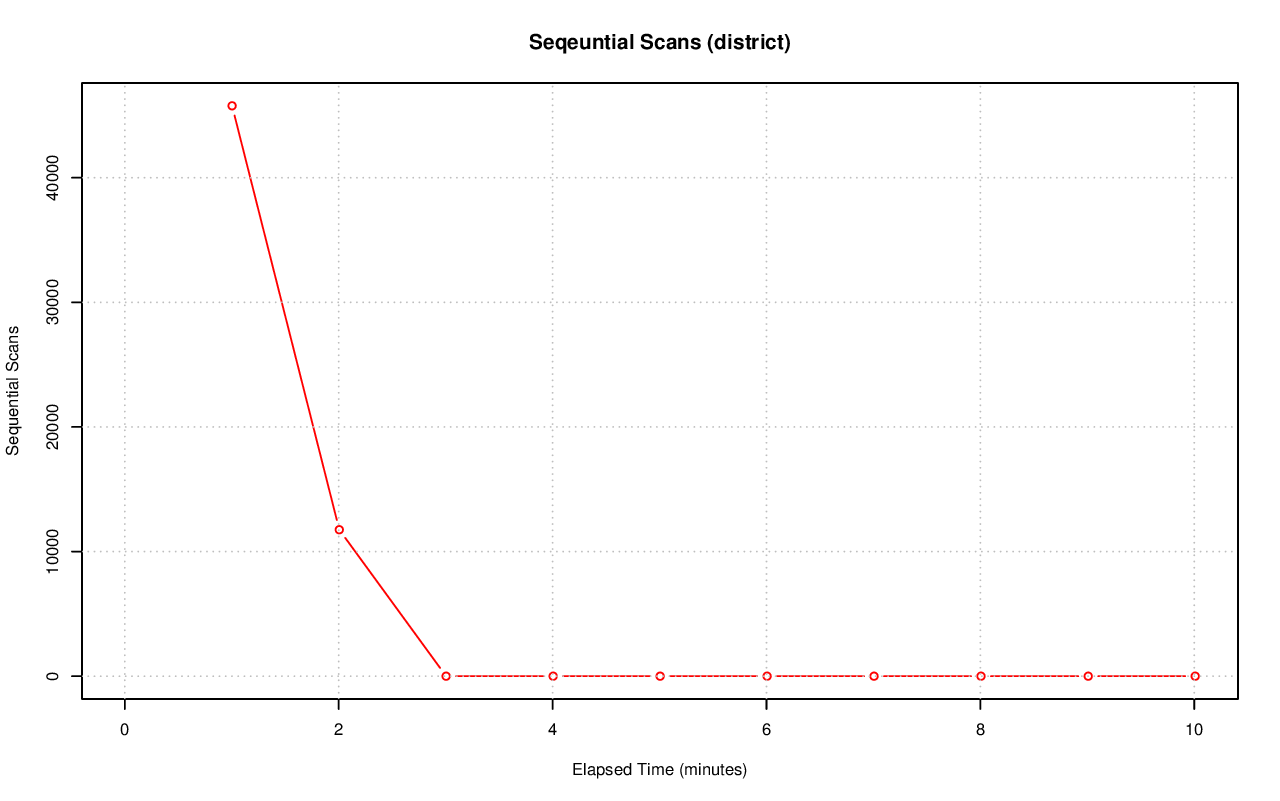 Seqeuntial Scans (district)
Sequential Scans
40000
30000
20000
10000
0
0 2 4 6 8 10
Elapsed Time (minutes)